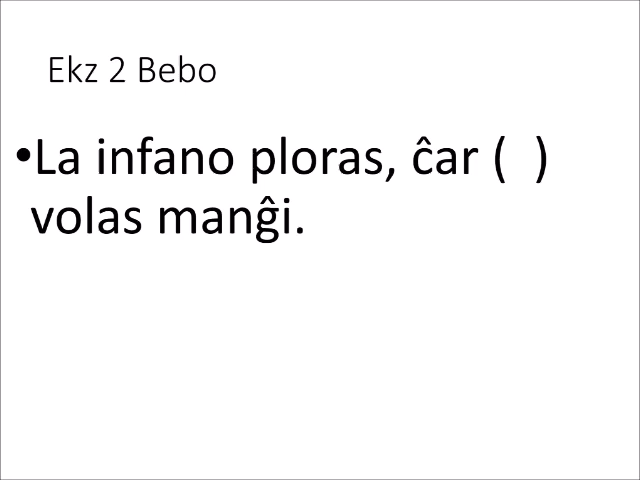 Ekz 2 Bebo
•La infano ploras, ĉar (  )
volas manĝi.